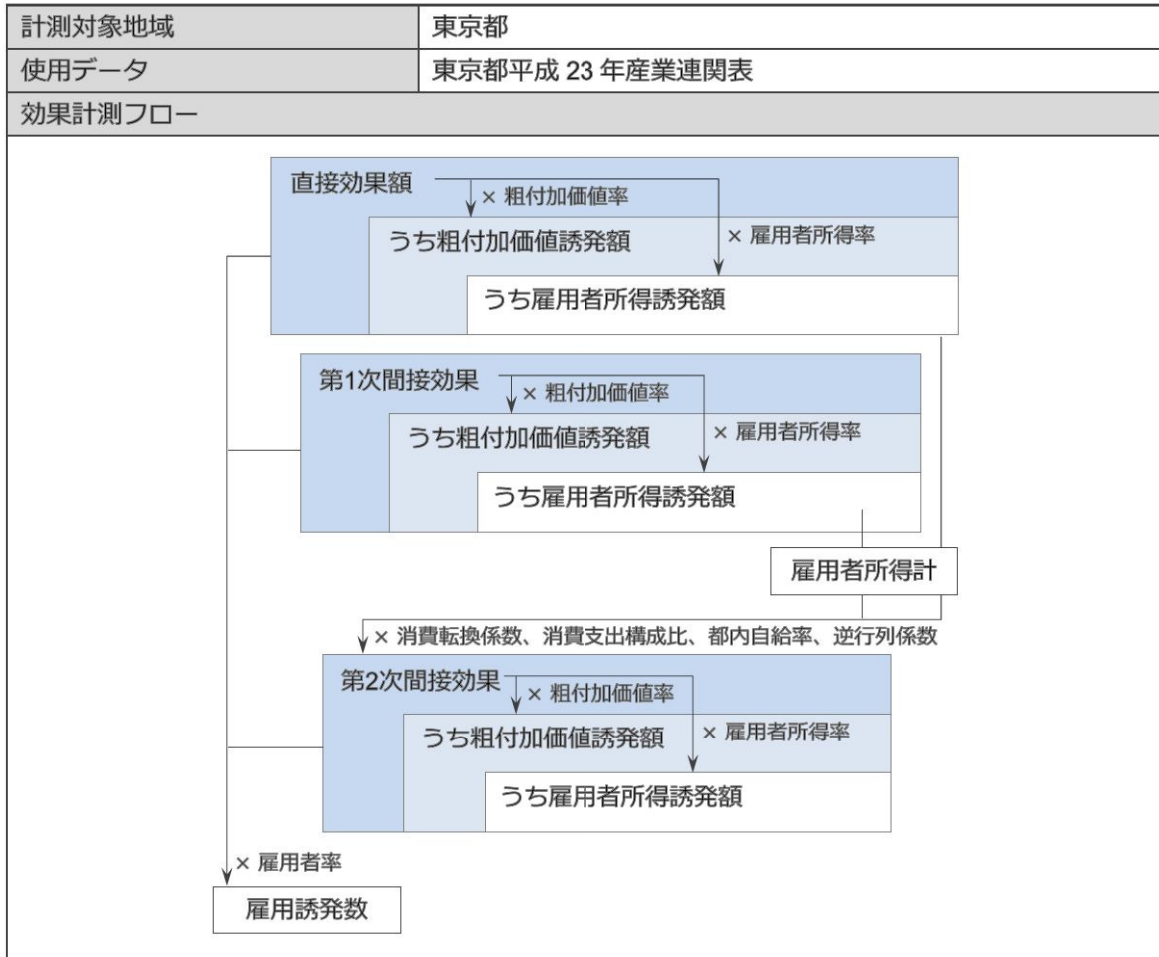 計測対象地域
東京都
使用データ
東京都平成 23 年産業連関表
効果計測フロー
直接効果額
× 粗付加価値率
うち粗付加価値誘発額
× 雇用者所得率
うち雇用者所得誘発額
第1次間接効果
× 粗付加価値率
うち粗付加価値誘発額
× 雇用者所得率
うち雇用者所得誘発額
雇用者所得計
× 消費転換係数、消費支出構成比、都内自給率、逆行列係数
第2次間接効果
× 粗付加価値率
うち粗付加価値誘発額
× 雇用者所得率
うち雇用者所得誘発額
× 雇用者率
雇用誘発数